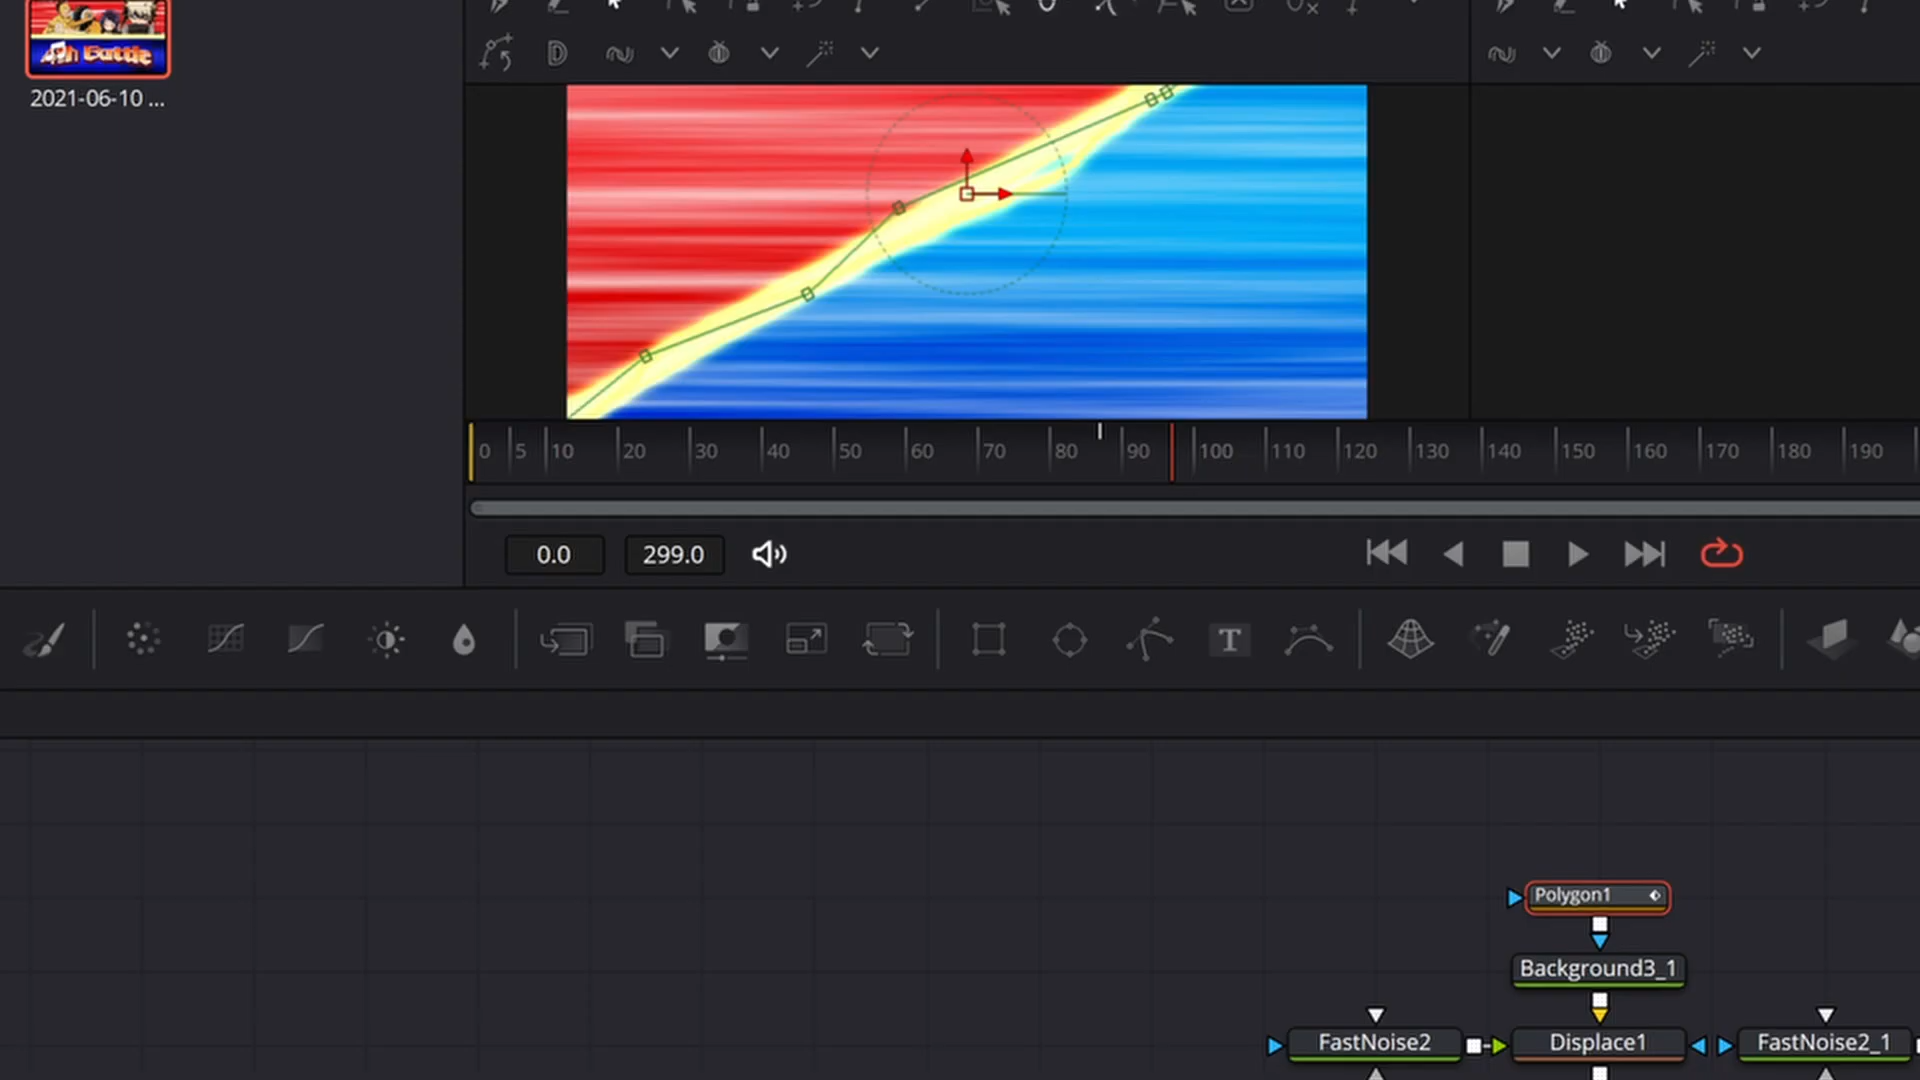 Battle
2021-06-10 ...
0 5 10 20 30 40 50 60 70 80 90 100 110 120 130 140 150 160 170 180 190
0.0 299.0
T
Polygon1
Background3_1
FastNoise2 Displace1 FastNoise2_1